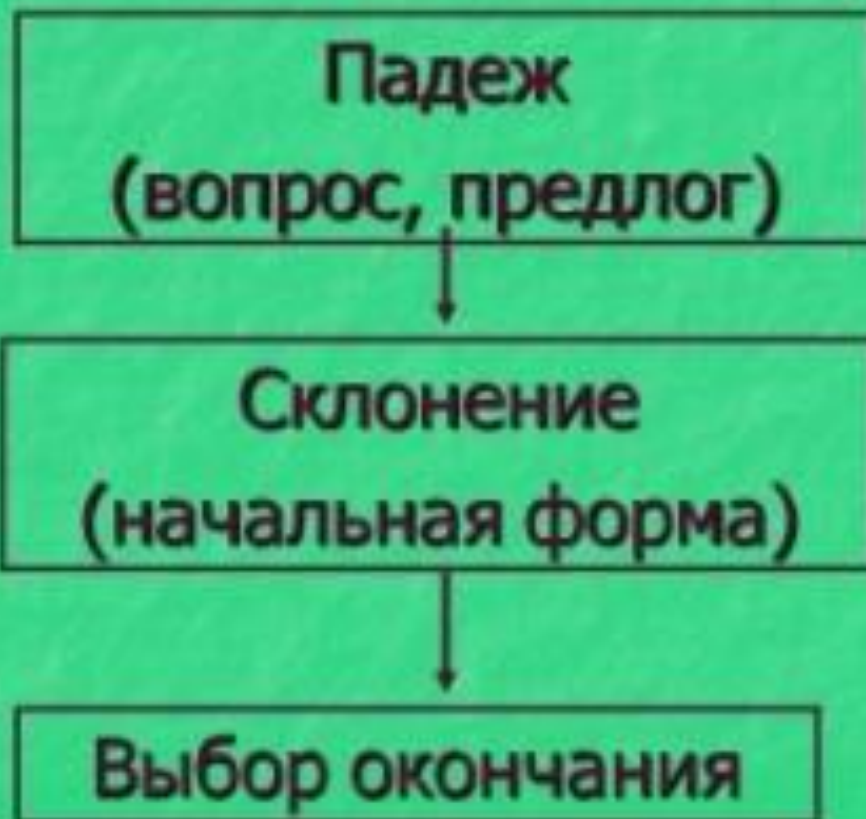 Падеж
(вопрос, предлог)
Склонение
(начальная форма)
Выбор окончания